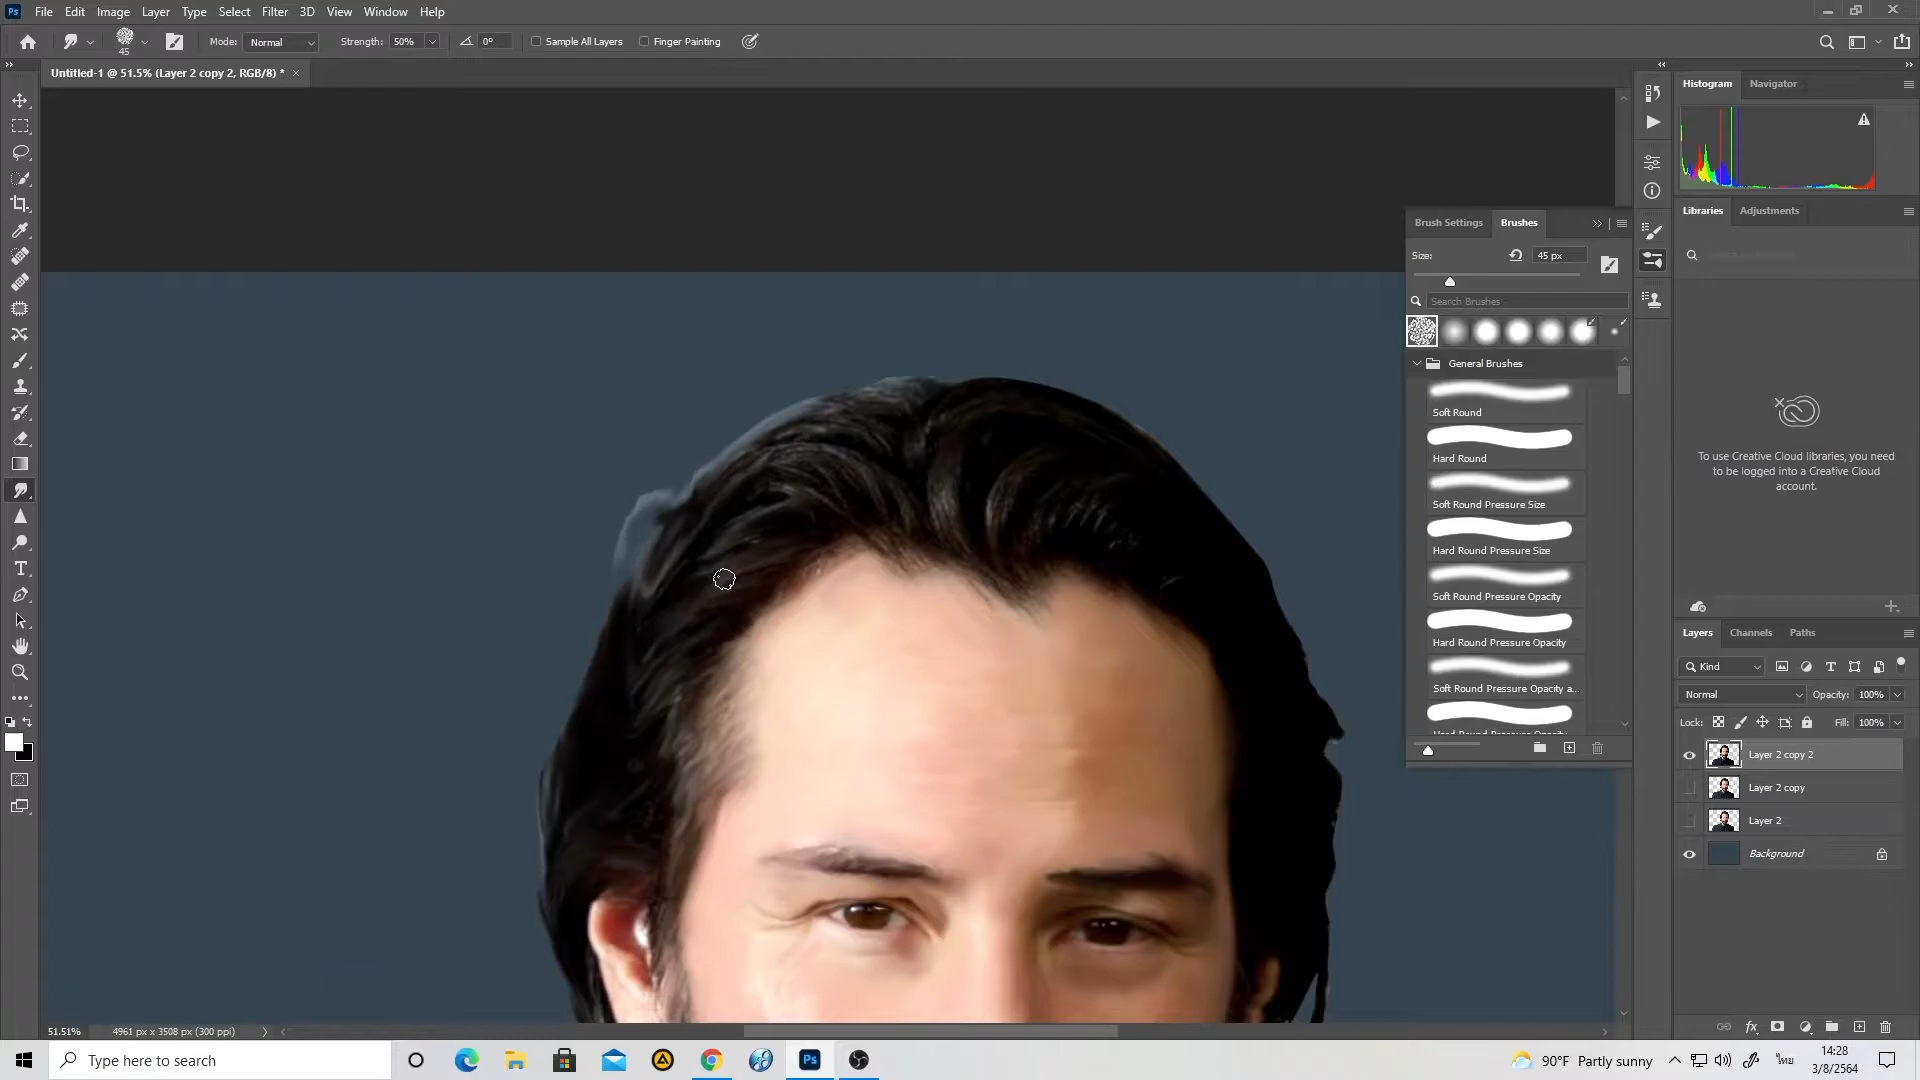 Ps File Edit Image Layer Type Select Filter 3D View Window Help
45 Mode: Normal Strength: 50% 0° Sample All Layers Finger Painting
Untitled-1 @ 51.5% (Layer 2 copy 2, RGB/8) * ×
Histogram Navigator
Libraries Adjustments
Brush Settings Brushes
Size: 45 px
Search Brushes
General Brushes
Soft Round
Hard Round
Soft Round Pressure Size
Hard Round Pressure Size
Soft Round Pressure Opacity
Hard Round Pressure Opacity
Soft Round Pressure Opacity a...
To use Creative Cloud libraries, you need
to be logged into a Creative Cloud
account.
Layers Channels Paths
Kind
Normal Opacity: 100%
Lock: Fill: 100%
Layer 2 copy 2
Layer 2 copy
Layer 2
Background
51.51% 4961 px x 3508 px (300 ppi)
Type here to search
Ps
90°F Partly sunny
ไทย
14:28
3/8/2564